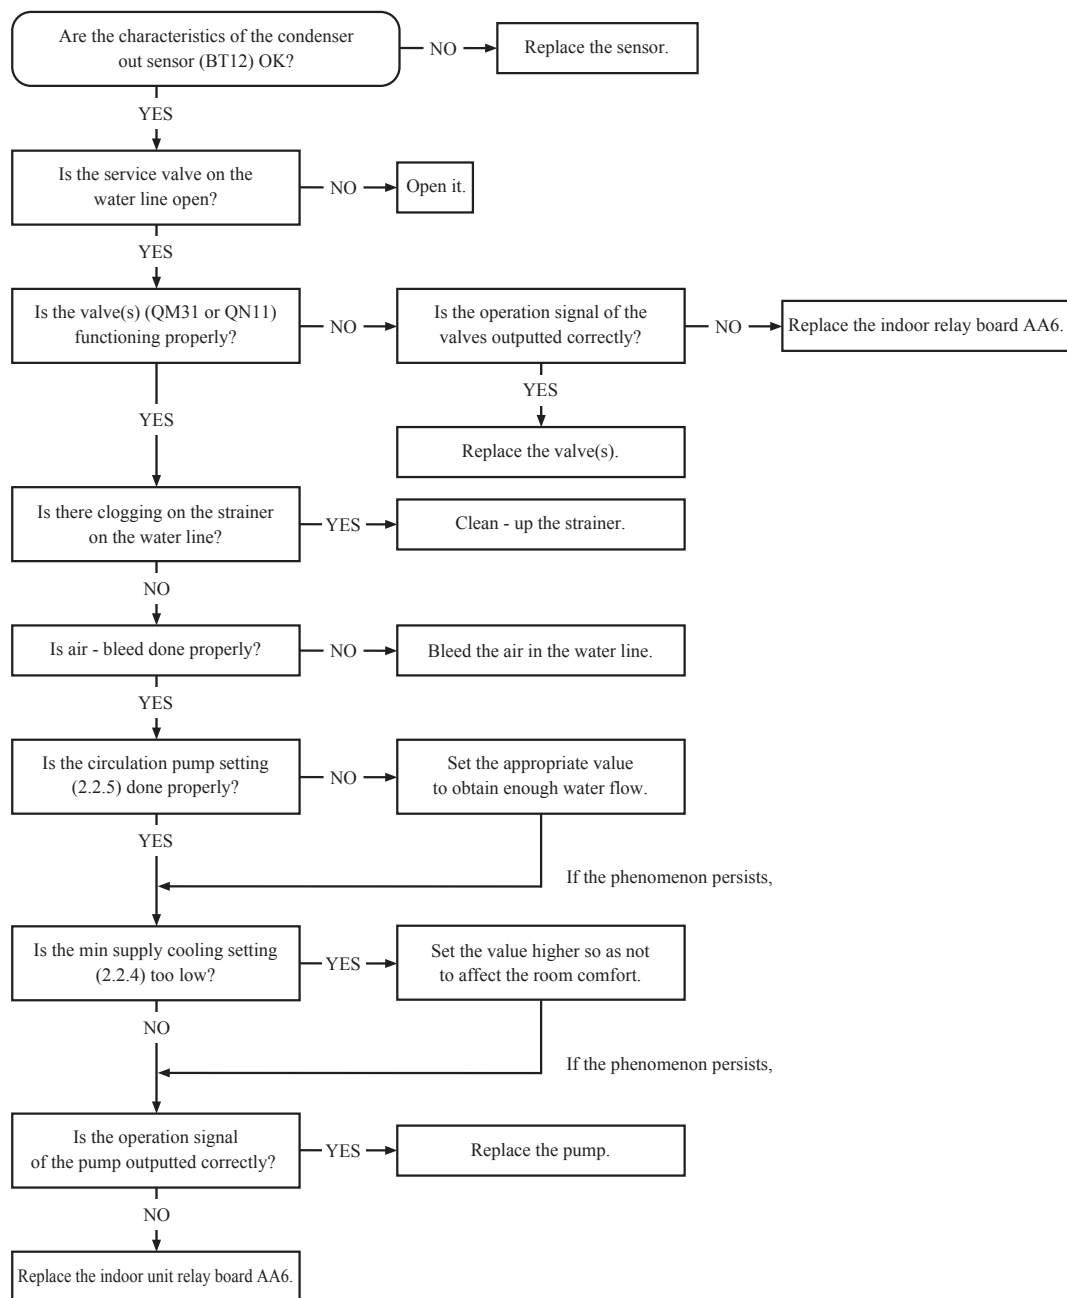 Are the characteristics of the condenser
out sensor (BT12) OK?
NO
Replace the sensor.
YES
Is the service valve on the
water line open?
NO
Open it.
YES
Is the valve(s) (QM31 or QN11)
functioning properly?
NO
Is the operation signal of the
valves outputted correctly?
NO
Replace the indoor relay board AA6.
YES
YES
Replace the valve(s).
Is there clogging on the strainer
on the water line?
YES
Clean - up the strainer.
NO
Is air - bleed done properly?
NO
Bleed the air in the water line.
YES
Is the circulation pump setting
(2.2.5) done properly?
NO
Set the appropriate value
to obtain enough water flow.
YES
If the phenomenon persists,
Is the min supply cooling setting
(2.2.4) too low?
YES
Set the value higher so as not
to affect the room comfort.
NO
If the phenomenon persists,
Is the operation signal
of the pump outputted correctly?
YES
Replace the pump.
NO
Replace the indoor unit relay board AA6.